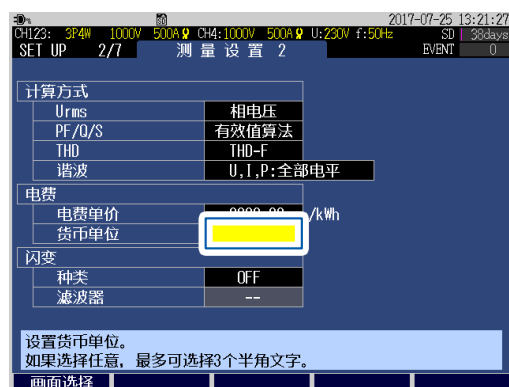 2017-07-25 13:21:27
CH123: 3P4W 1000V 500A CH4:1000V 500A U:230V f:50Hz SD 38days
SET UP 2/7 测量设置 2 EVENT 0
计算方式
Urms 相电压
PF/Q/S 有效值算法
THD THD-F
谐波 U,I,P:全部电平
电费
电费单价 /kWh
货币单位
闪变
种类 OFF
滤波器 --
设置货币单位。
如果选择任意，最多可选择3个半角文字。
画面选择